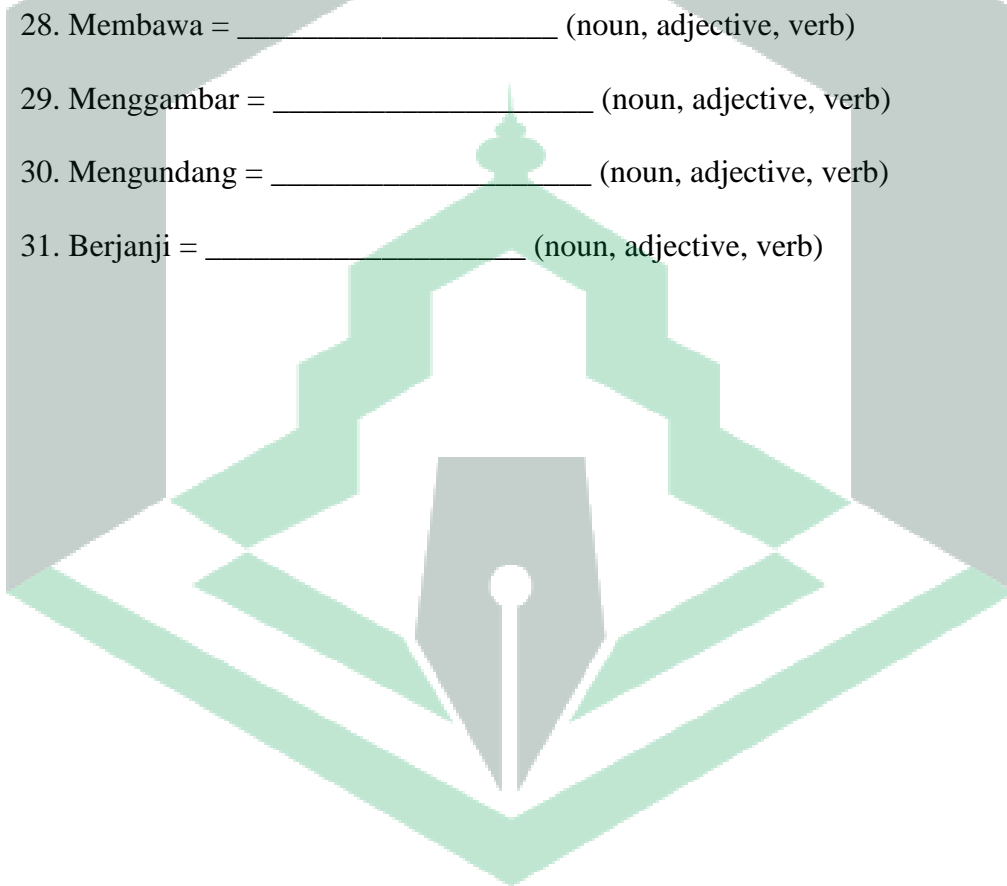 28. Membawa = ____________________ (noun, adjective, verb)
29. Menggambar = ____________________ (noun, adjective, verb)
30. Mengundang = ____________________ (noun, adjective, verb)
31. Berjanji = ____________________ (noun, adjective, verb)